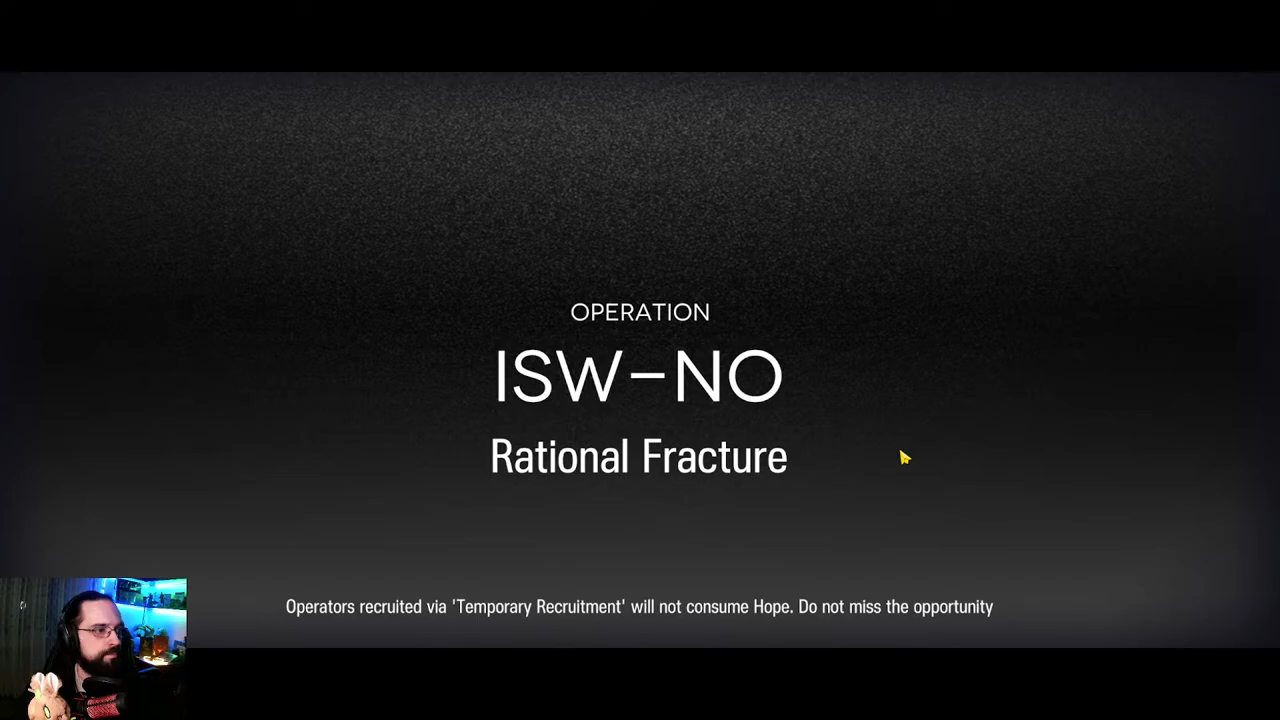 OPERATION
ISW-NO
Rational Fracture
Operators recruited via 'Temporary Recruitment' will not consume Hope. Do not miss the opportunity